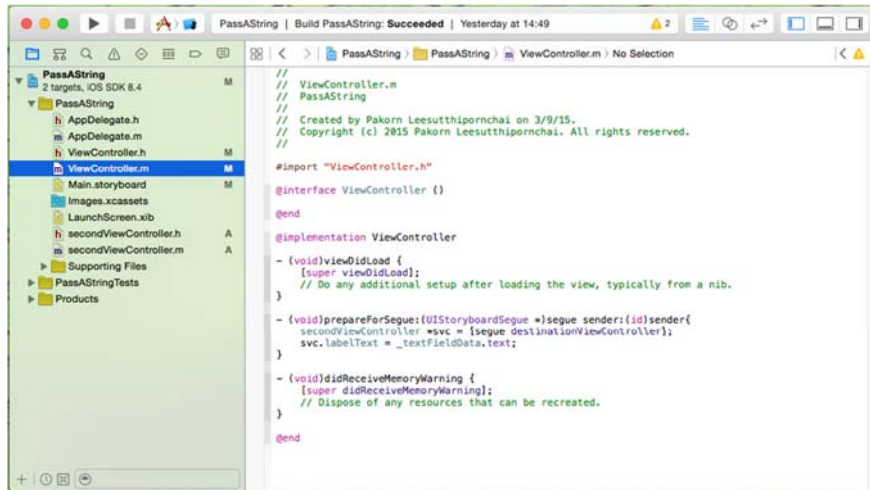 PassAString | Build PassAString: Succeeded | Yesterday at 14:49
2
PassAString PassAString ViewController.m No Selection
PassAString M
2 targets, iOS SDK 8.4
PassAString
AppDelegate.h
AppDelegate.m
ViewController.h M
ViewController.m M
Main.storyboard M
Images.xcassets
LaunchScreen.xib
secondViewController.h A
secondViewController.m A
Supporting Files
PassAStringTests
Products
//
//  ViewController.m
//  PassAString
//
//  Created by Pakorn Leesutthipornchai on 3/9/15.
//  Copyright (c) 2015 Pakorn Leesutthipornchai. All rights reserved.
//
#import "ViewController.h"
@interface ViewController ()
@end
@implementation ViewController
- (void)viewDidLoad {
    [super viewDidLoad];
    // Do any additional setup after loading the view, typically from a nib.
}
- (void)prepareForSegue:(UIStoryboardSegue *)segue sender:(id)sender{
    secondViewController *svc = [segue destinationViewController];
    svc.labelText = _textFieldData.text;
}
- (void)didReceiveMemoryWarning {
    [super didReceiveMemoryWarning];
    // Dispose of any resources that can be recreated.
}
@end